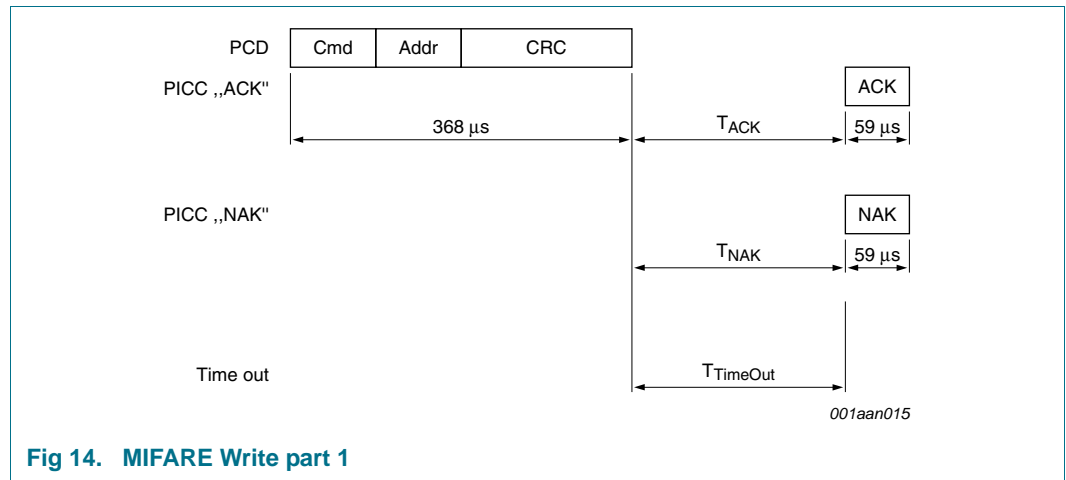 PCD Cmd Addr CRC
PICC ,,ACK" ACK
368 µs TACK 59 µs
PICC ,,NAK" NAK
TNAK 59 µs
Time out TTimeOut
001aan015
Fig 14. MIFARE Write part 1